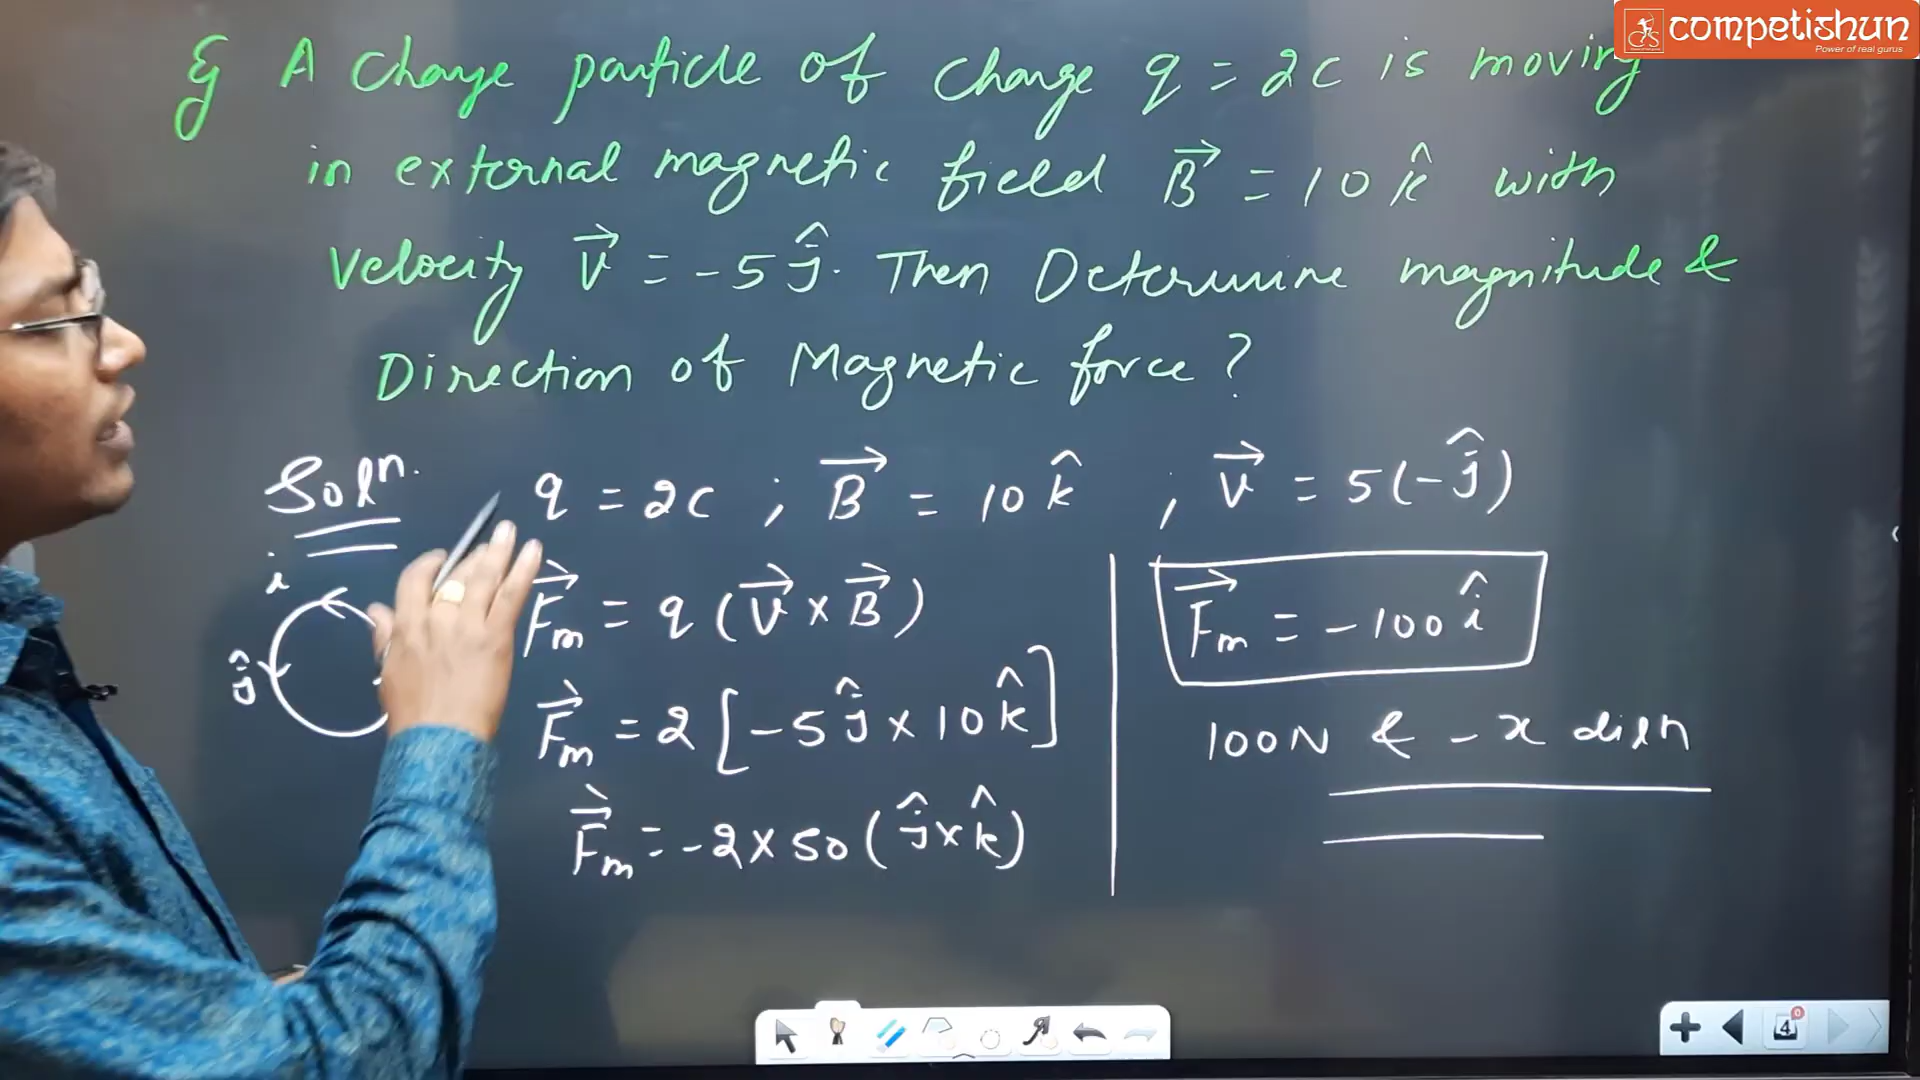 competishun
Power of real gurus
Q A Charge particle of Charge q = 2C is moving
in external magnetic field B⃗ = 10 k̂ with
Velocity V⃗ = -5 ĵ. Then Determine magnitude &
Direction of Magnetic force?
Soln. q = 2C ; B⃗ = 10 k̂ ; V⃗ = 5(-ĵ)
i
ĵ
F⃗m = q (V⃗ × B⃗)
F⃗m = 2 [-5 ĵ × 10 k̂]
F⃗m = -2 × 50 (ĵ × k̂)
F⃗m = -100 î
100N & -x dirn
4
0